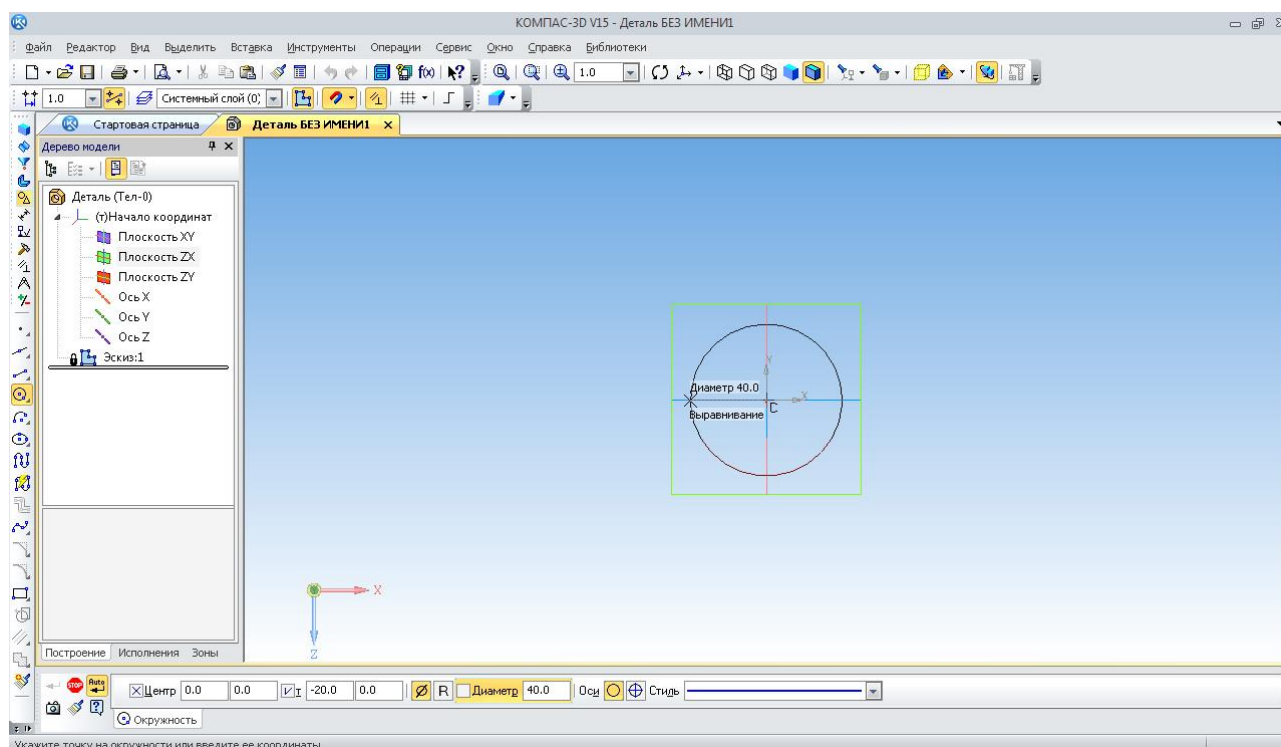 КОМПАС-3D V15 - Деталь БЕЗ ИМЕНИ1
Файл Редактор Вид Выделить Вставка Инструменты Операции Сервис Окно Справка Библиотеки
1.0
1.0 Системный слой (0)
Стартовая страница Деталь БЕЗ ИМЕНИ1
Дерево модели
Деталь (Тел-0)
(т)Начало координат
Плоскость XY
Плоскость ZX
Плоскость ZY
Ось X
Ось Y
Ось Z
Эскиз:1
Y
Диаметр 40.0
X
Выравнивание
X
Z
Построение Исполнения Зоны
STOP Auto Центр 0.0 0.0 т -20.0 0.0 R Диаметр 40.0 Оси Стиль
Окружность
Укажите точку на окружности или введите ее координаты